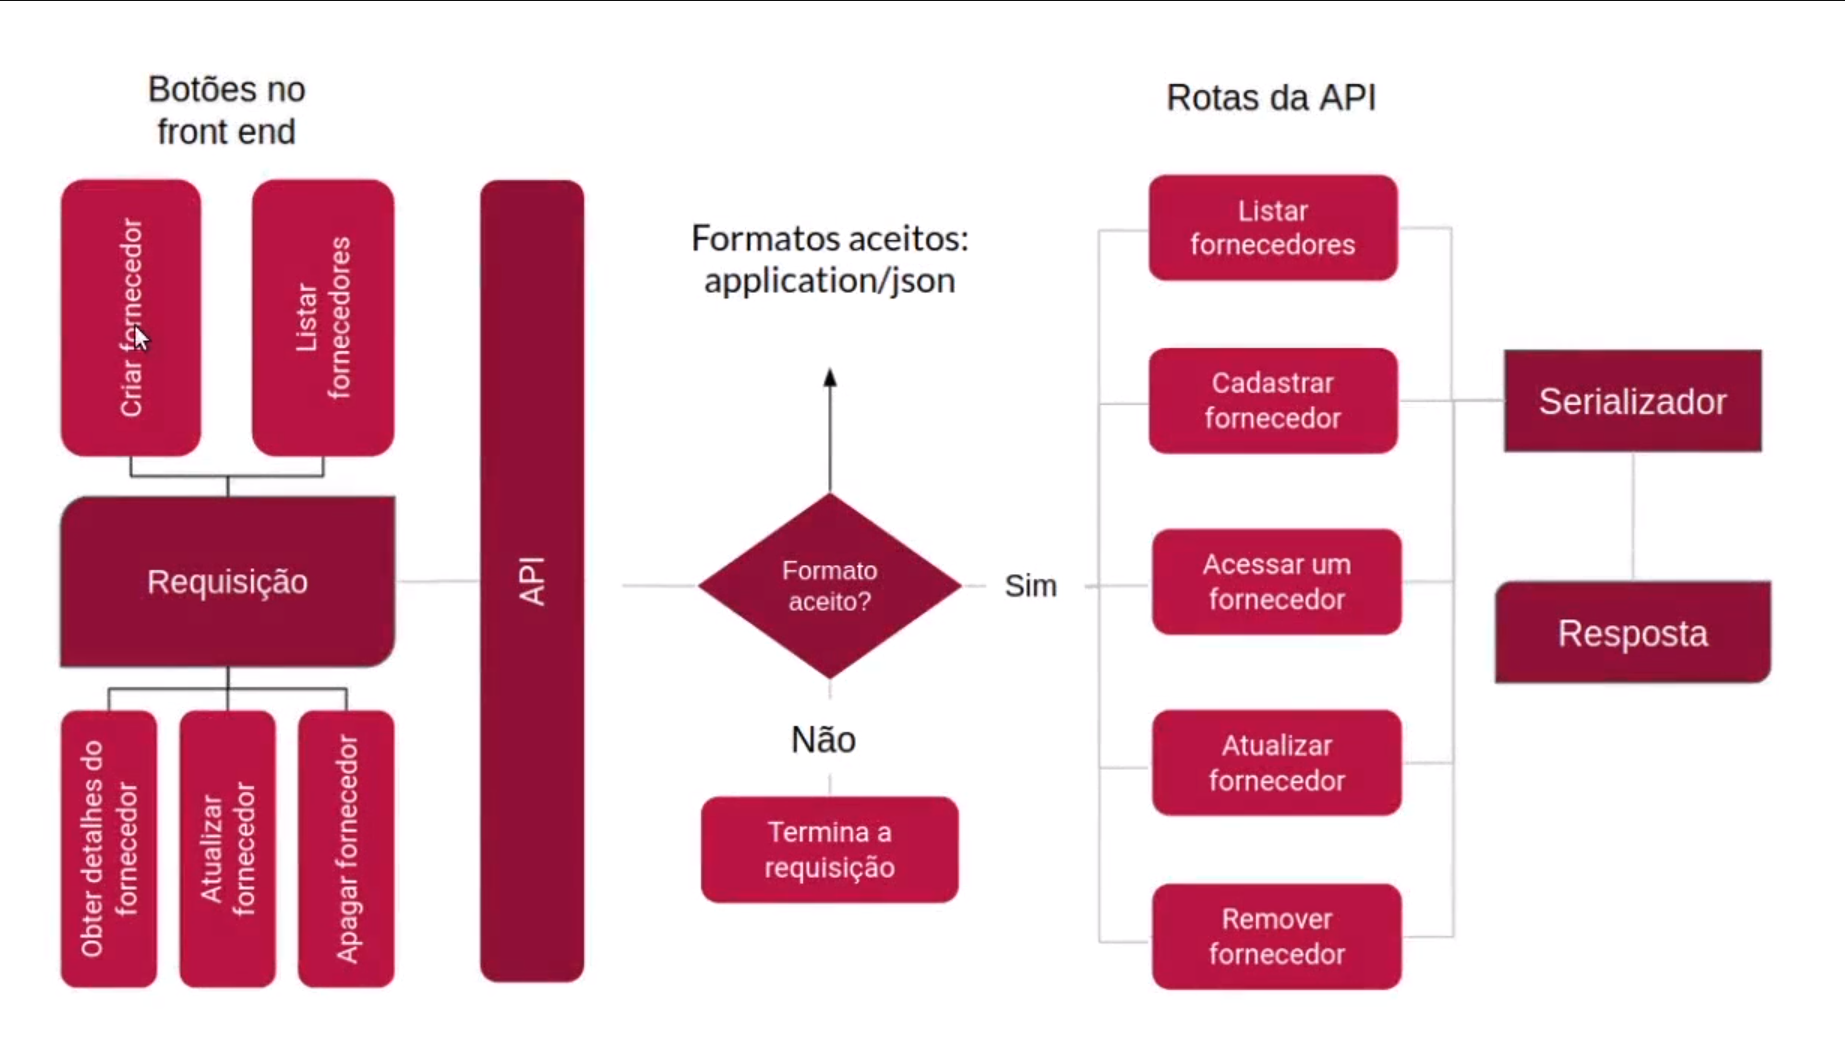 Botões no
front end
Criar fornecedor
Listar
fornecedores
Requisição
Obter detalhes do
fornecedor
Atualizar
fornecedor
Apagar fornecedor
API
Formatos aceitos:
application/json
Formato
aceito?
Sim
Não
Termina a
requisição
Rotas da API
Listar
fornecedores
Cadastrar
fornecedor
Acessar um
fornecedor
Atualizar
fornecedor
Remover
fornecedor
Serializador
Resposta